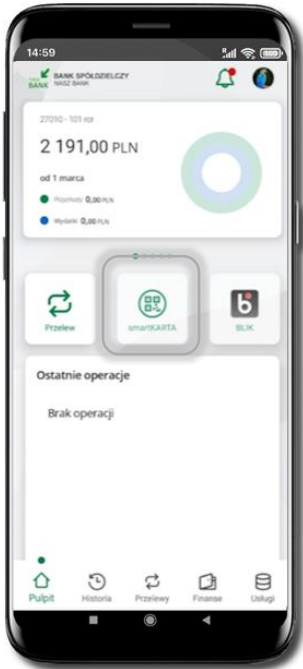 14:59
BANK SPÓŁDZIELCZY
NASZ BANK
BANK
27010 - 101 ror
2 191,00 PLN
od 1 marca
Przychody 0,00 PLN
Wydatki 0,00 PLN
Przelew
smartKARTA
BLIK
Ostatnie operacje
Brak operacji
Pulpit
Historia
Przelewy
Finanse
Usługi